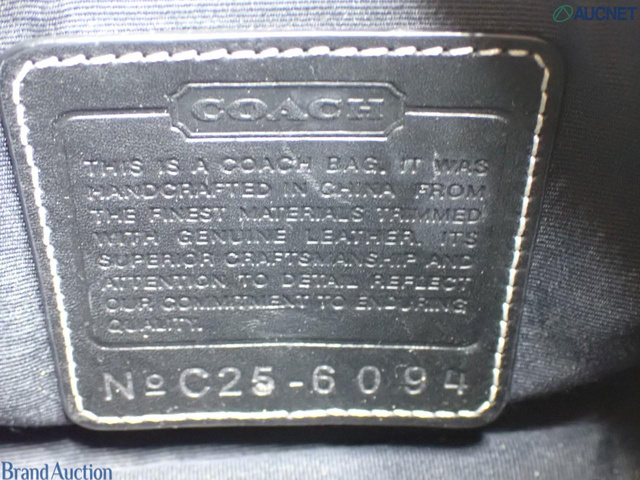 AUCNET
COACH
THIS IS A COACH BAG. IT WAS
HANDCRAFTED IN CHINA FROM
THE FINEST MATERIALS TRIMMED
WITH GENUINE LEATHER. ITS
SUPERIOR CRAFTSMANSHIP AND
ATTENTION TO DETAIL REFLECT
OUR COMMITMENT TO ENDURING
QUALITY.
No C25-6094
Brand Auction